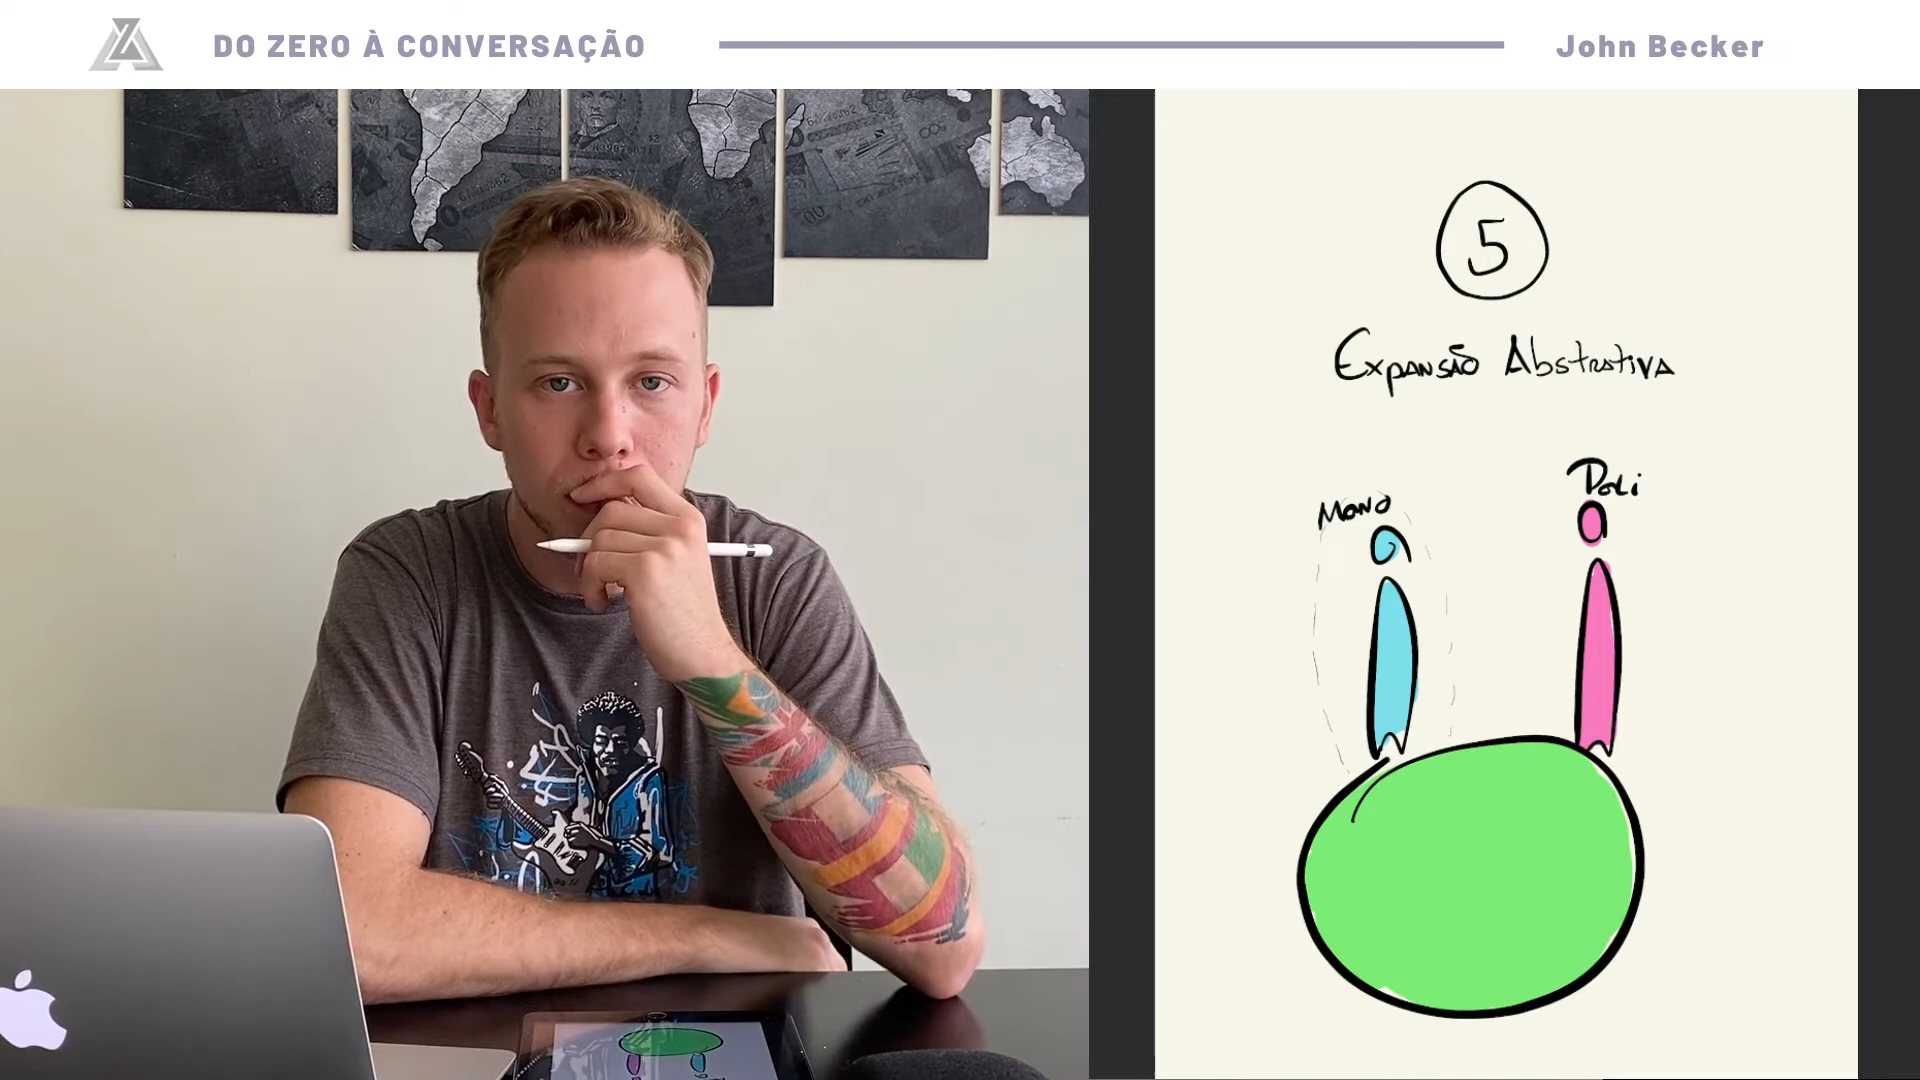 DO ZERO À CONVERSAÇÃO
John Becker
5
Expansão Abstrativa
Mono
Poli